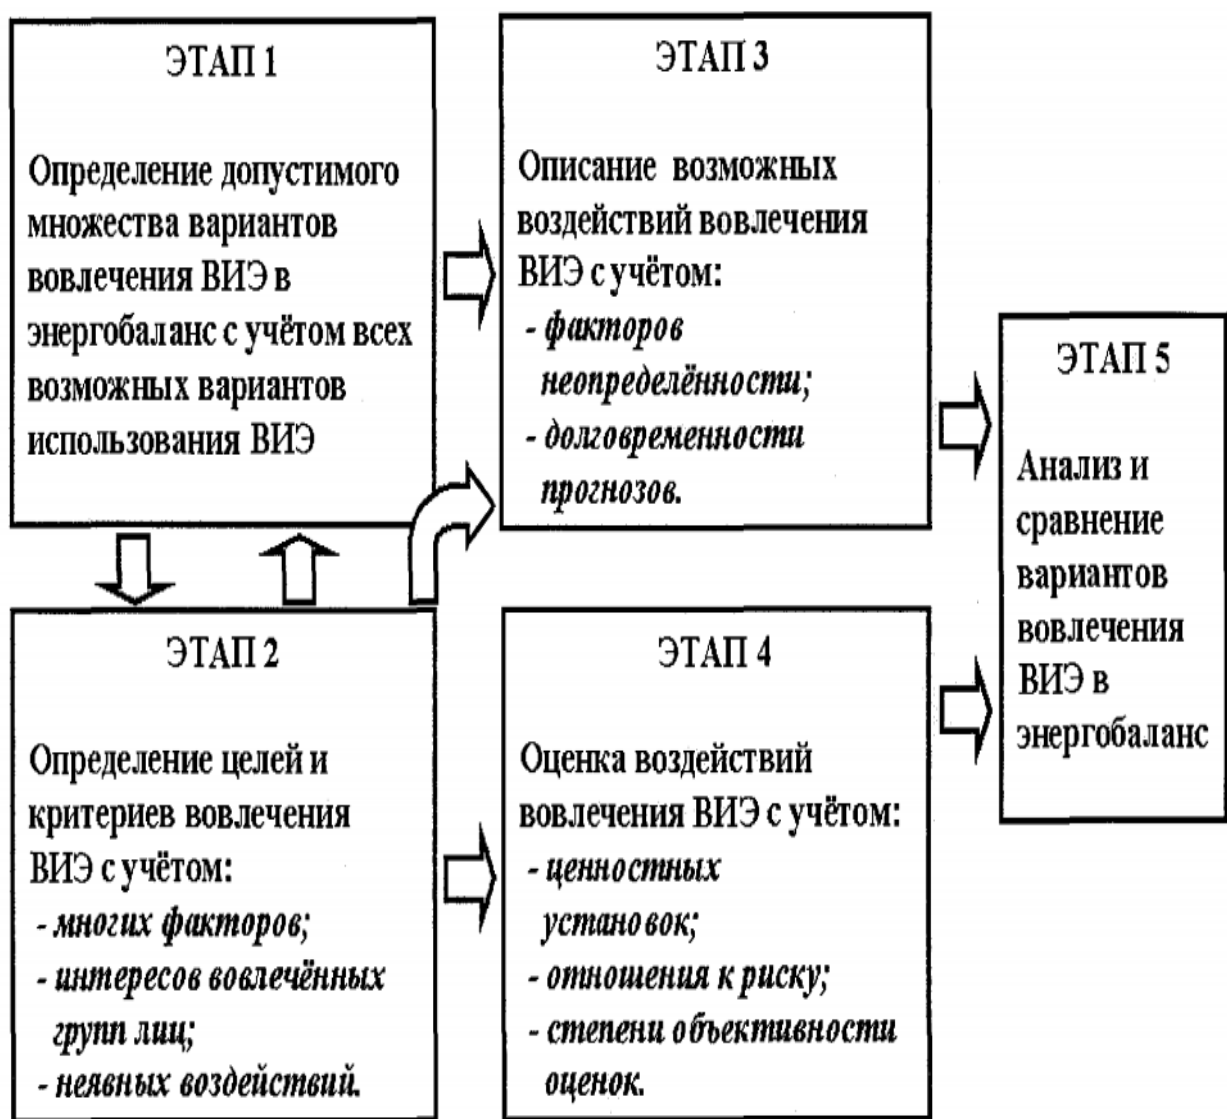 ЭТАП 1
Определение допустимого
множества вариантов
вовлечения ВИЭ в
энергобаланс с учётом всех
возможных вариантов
использования ВИЭ
ЭТАП 2
Определение целей и
критериев вовлечения
ВИЭ с учётом:
- многих факторов;
- интересов вовлечённых
групп лиц;
- неявных воздействий.
ЭТАП 3
Описание возможных
воздействий вовлечения
ВИЭ с учётом:
- факторов
неопределённости;
- долговременности
прогнозов.
ЭТАП 4
Оценка воздействий
вовлечения ВИЭ с учётом:
- ценностных
установок;
- отношения к риску;
- степени объективности
оценок.
ЭТАП 5
Анализ и
сравнение
вариантов
вовлечения
ВИЭ в
энергобаланс